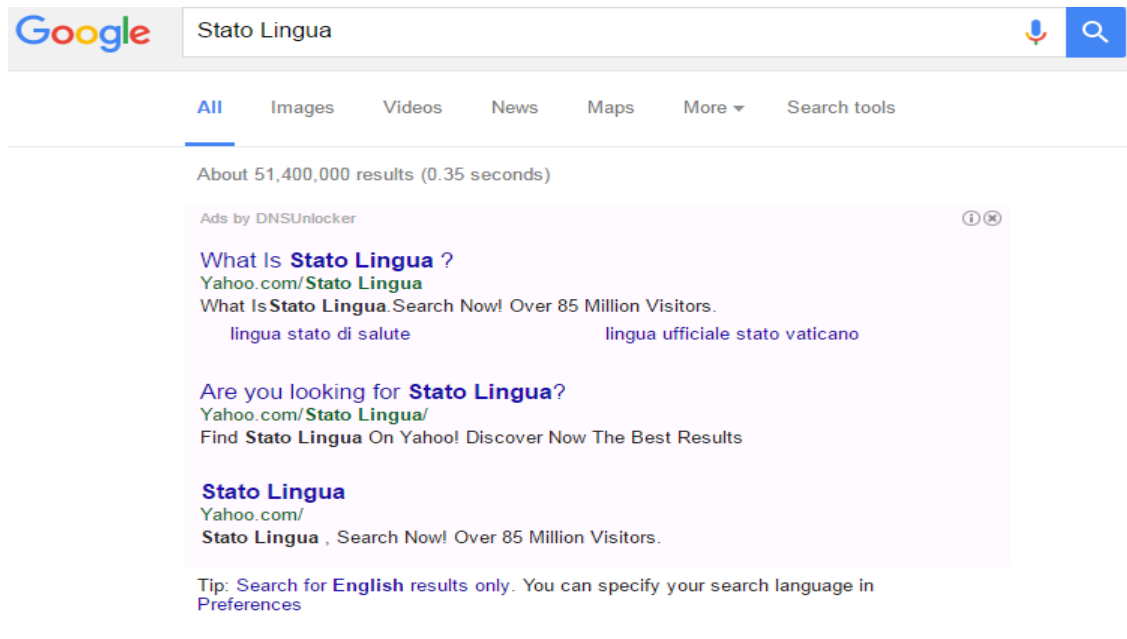 Google Stato Lingua
All Images Videos News Maps More Search tools
About 51,400,000 results (0.35 seconds)
Ads by DNSUnlocker
What Is Stato Lingua ?
Yahoo.com/Stato Lingua
What Is Stato Lingua.Search Now! Over 85 Million Visitors.
lingua stato di salute lingua ufficiale stato vaticano
Are you looking for Stato Lingua?
Yahoo.com/Stato Lingua/
Find Stato Lingua On Yahoo! Discover Now The Best Results
Stato Lingua
Yahoo.com/
Stato Lingua , Search Now! Over 85 Million Visitors.
Tip: Search for English results only. You can specify your search language in
Preferences